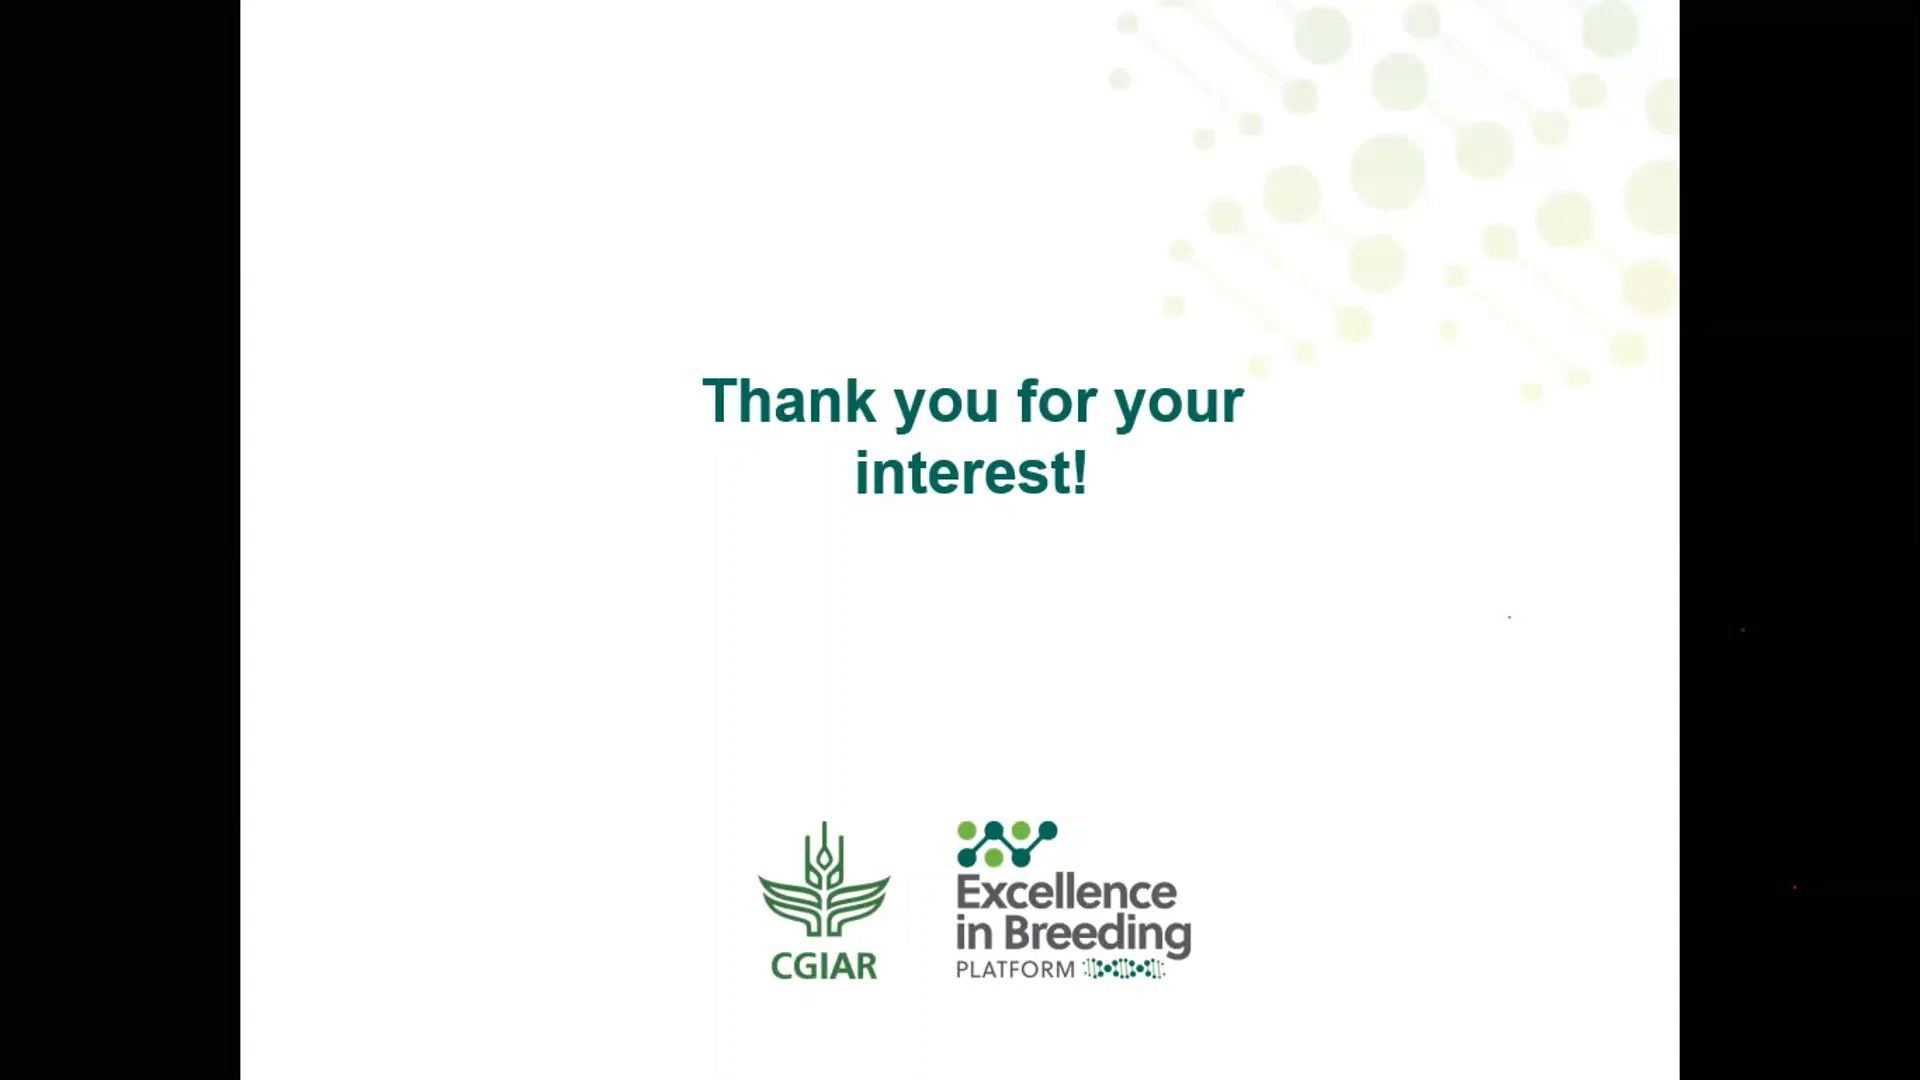 Thank you for your
interest!
CGIAR
Excellence
in Breeding
PLATFORM